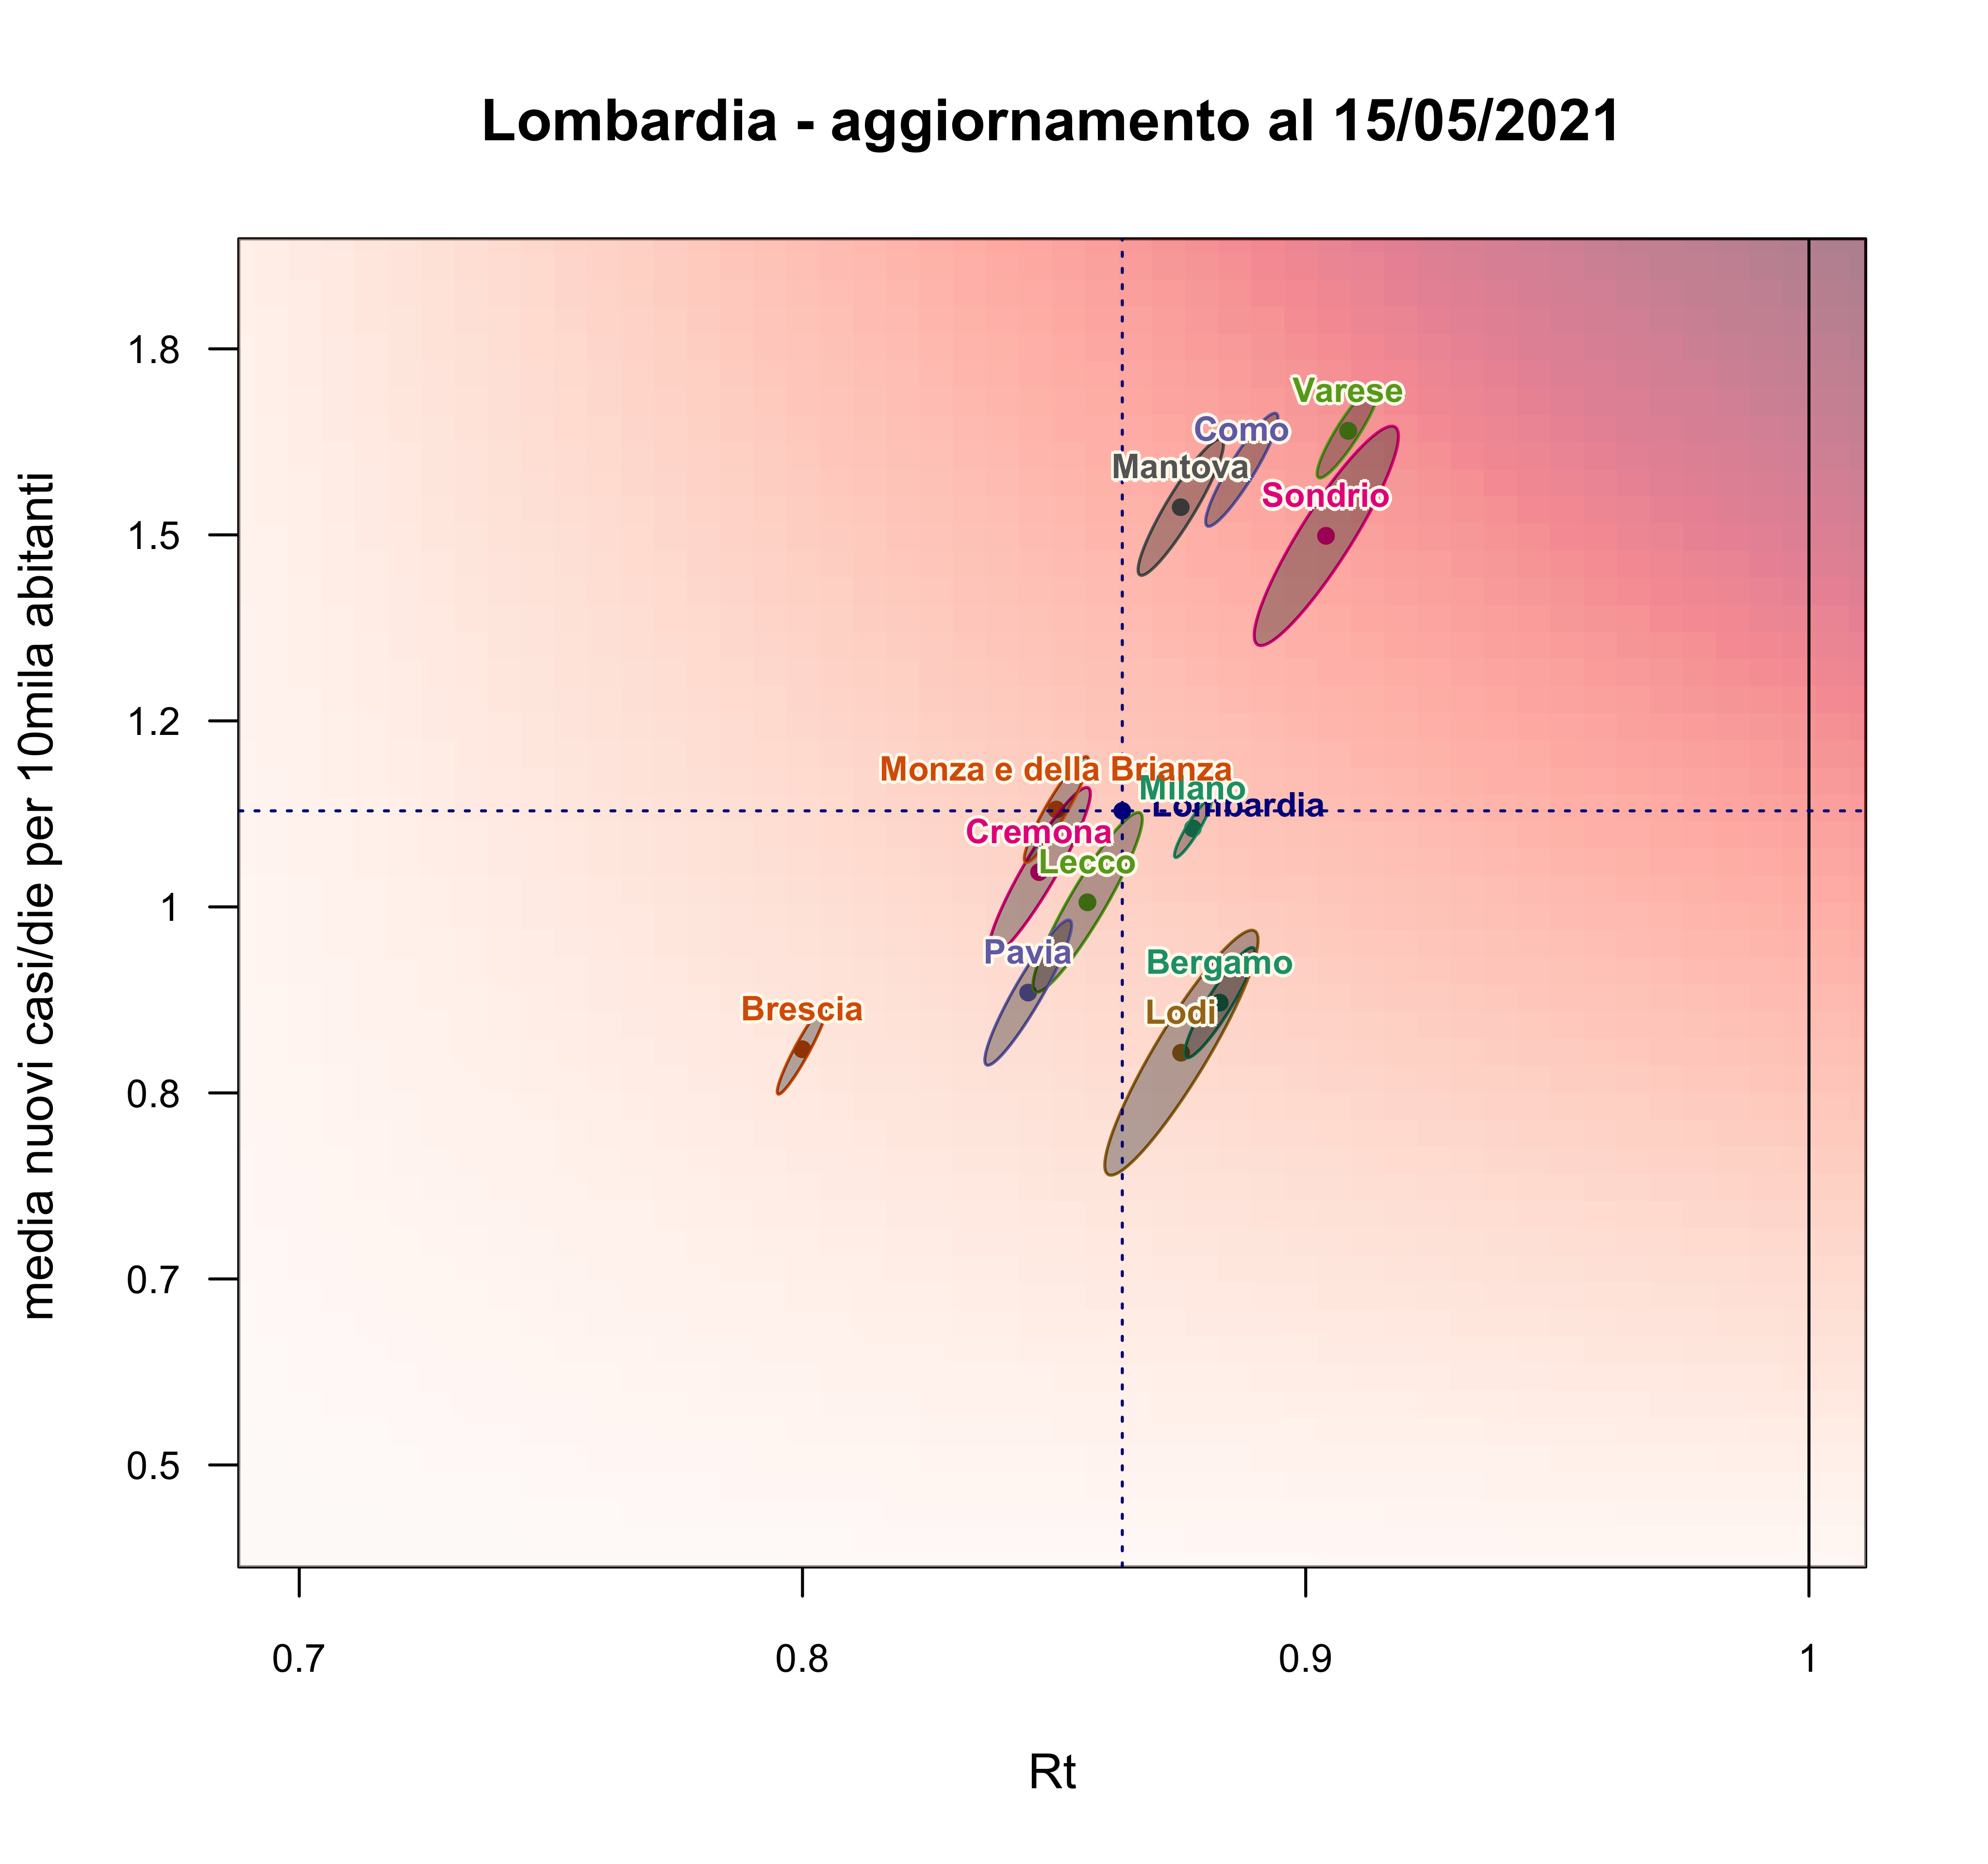 Lombardia - aggiornamento al 15/05/2021
media nuovi casi/die per 10mila abitanti
1.8
1.5
1.2
1
0.8
0.7
0.5
Varese
Como
Mantova
Sondrio
Monza e della Brianza
Milano
Lombardia
Cremona
Lecco
Pavia
Bergamo
Brescia
Lodi
0.7
0.8
0.9
1
Rt